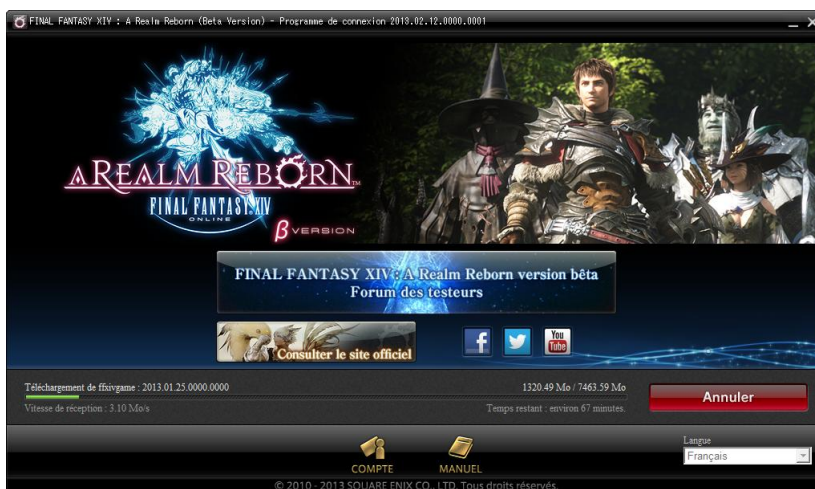 FINAL FANTASY XIV : A Realm Reborn (Beta Version) - Programme de connexion 2013.02.12.0000.0001
A REALM REBORN™
FINAL FANTASY XIV
ONLINE
β VERSION
FINAL FANTASY XIV : A Realm Reborn version bêta
Forum des testeurs
Consulter le site officiel
f
You
Tube
Téléchargement de ffxivgame : 2013.01.25.0000.0000
1320.49 Mo / 7463.59 Mo
Vitesse de réception : 3.10 Mo/s
Temps restant : environ 67 minutes.
Annuler
COMPTE
MANUEL
Langue
Français
© 2010 - 2013 SQUARE ENIX CO., LTD. Tous droits réservés.